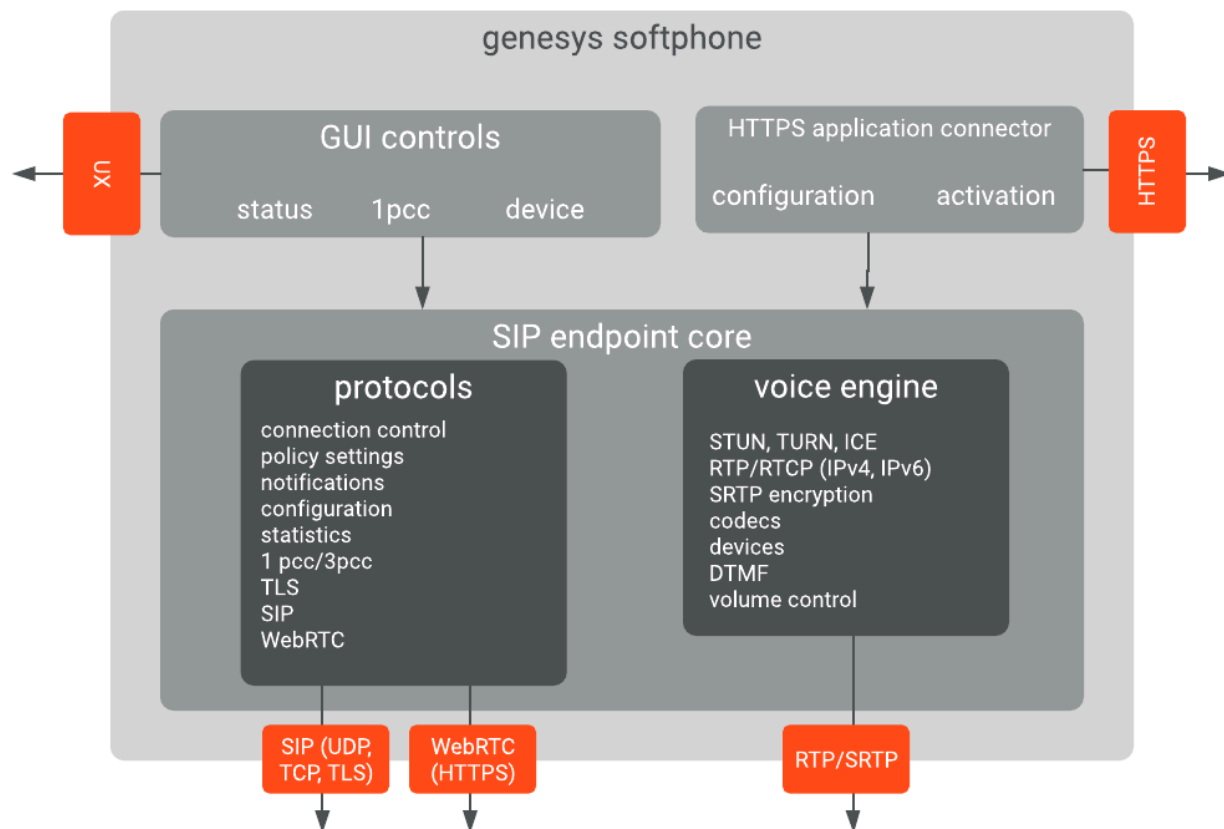 genesys softphone
UX
GUI controls
status 1pcc device
HTTPS application connector
configuration activation
HTTPS
SIP endpoint core
protocols
connection control
policy settings
notifications
configuration
statistics
1 pcc/3pcc
TLS
SIP
WebRTC
voice engine
STUN, TURN, ICE
RTP/RTCP (IPv4, IPv6)
SRTP encryption
codecs
devices
DTMF
volume control
SIP (UDP,
TCP, TLS)
WebRTC
(HTTPS)
RTP/SRTP